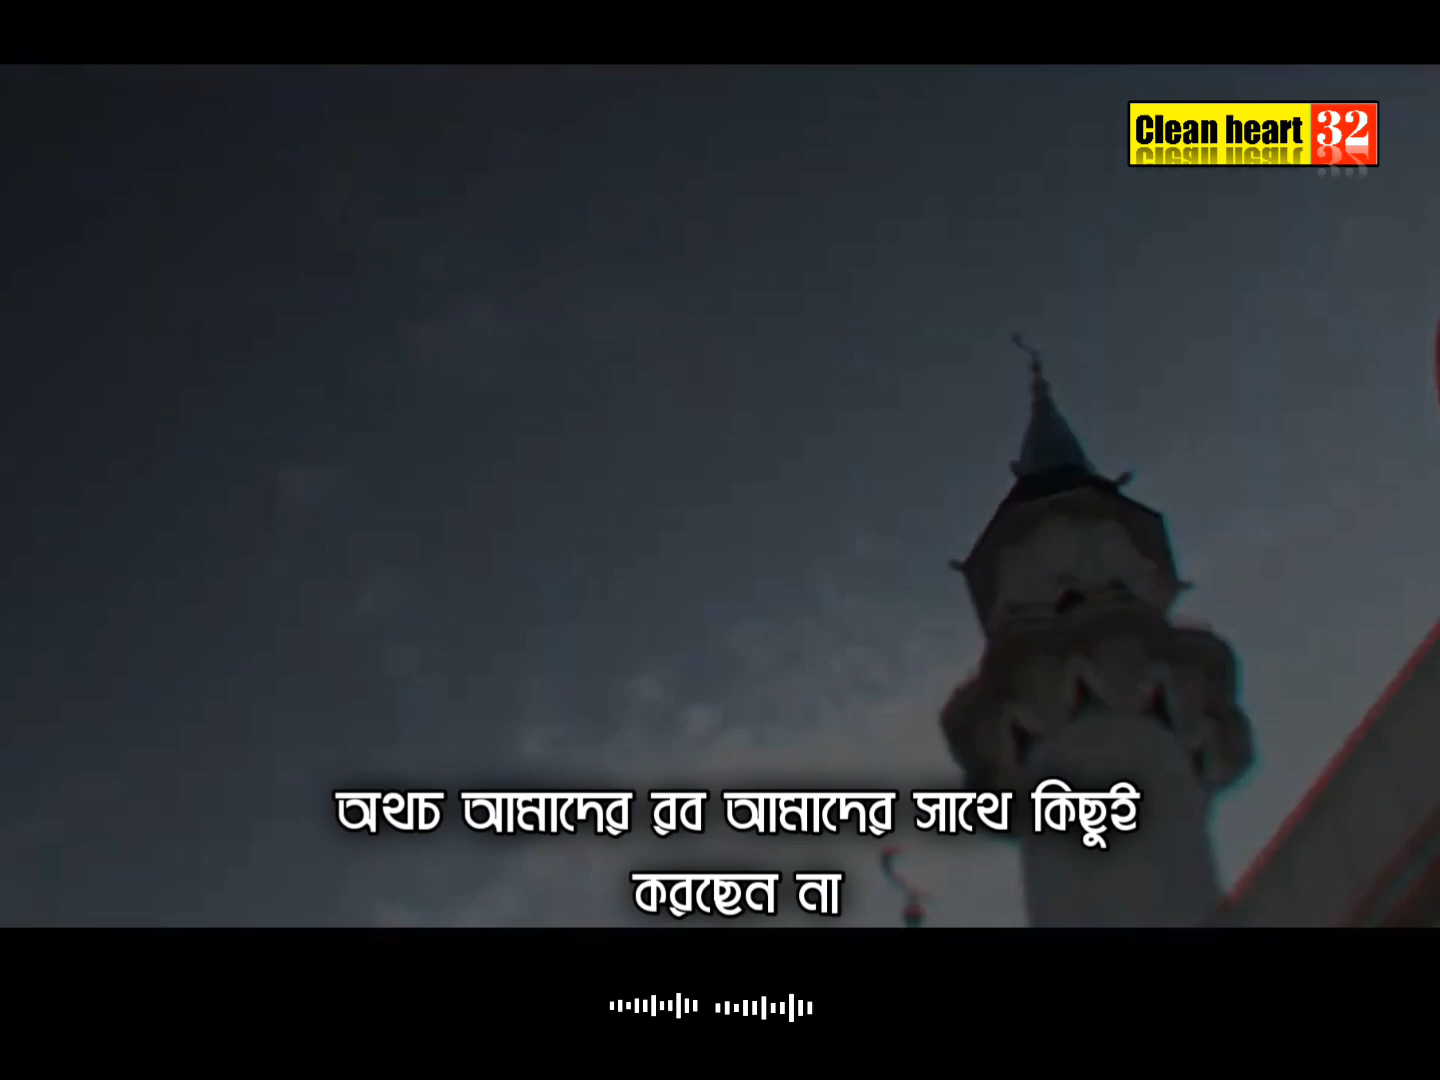 Clean heart 32
অথচ আমাদের রব আমাদের সাথে কিছুই
করছেন না